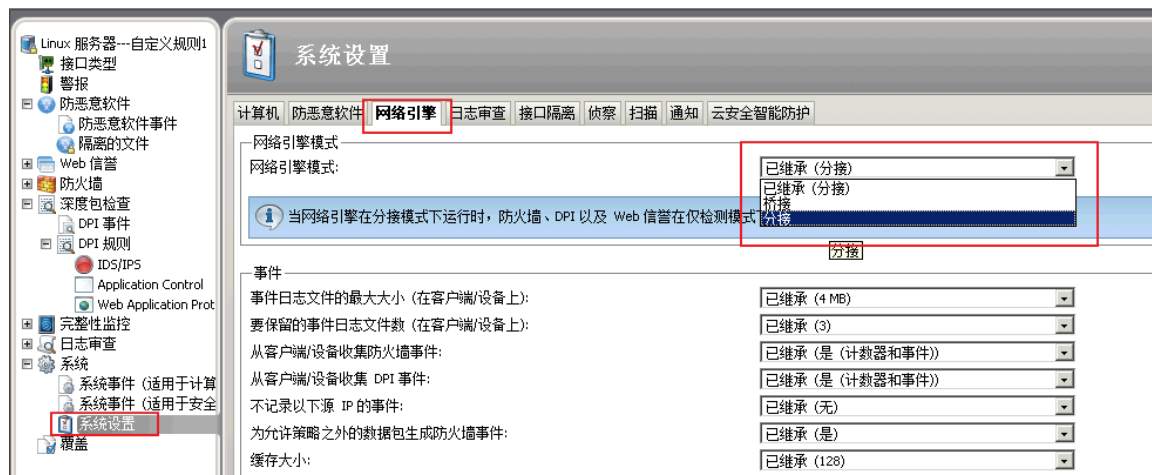 Linux 服务器---自定义规则1
接口类型
警报
防恶意软件
防恶意软件事件
隔离的文件
Web 信誉
防火墙
深度包检查
DPI 事件
DPI 规则
IDS/IPS
Application Control
Web Application Prot
完整性监控
日志审查
系统
系统事件 (适用于计算
系统事件 (适用于安全
系统设置
覆盖
系统设置
计算机 防恶意软件 网络引擎 日志审查 接口隔离 侦察 扫描 通知 云安全智能防护
网络引擎模式
网络引擎模式: 已继承 (分接)
已继承 (分接)
桥接
分接
当网络引擎在分接模式下运行时，防火墙、DPI 以及 Web 信誉在仅检测模式
分接
事件
事件日志文件的最大大小 (在客户端/设备上): 已继承 (4 MB)
要保留的事件日志文件数 (在客户端/设备上): 已继承 (3)
从客户端/设备收集防火墙事件: 已继承 (是 (计数器和事件))
从客户端/设备收集 DPI 事件: 已继承 (是 (计数器和事件))
不记录以下源 IP 的事件: 已继承 (无)
为允许策略之外的数据包生成防火墙事件: 已继承 (是)
缓存大小: 已继承 (128)